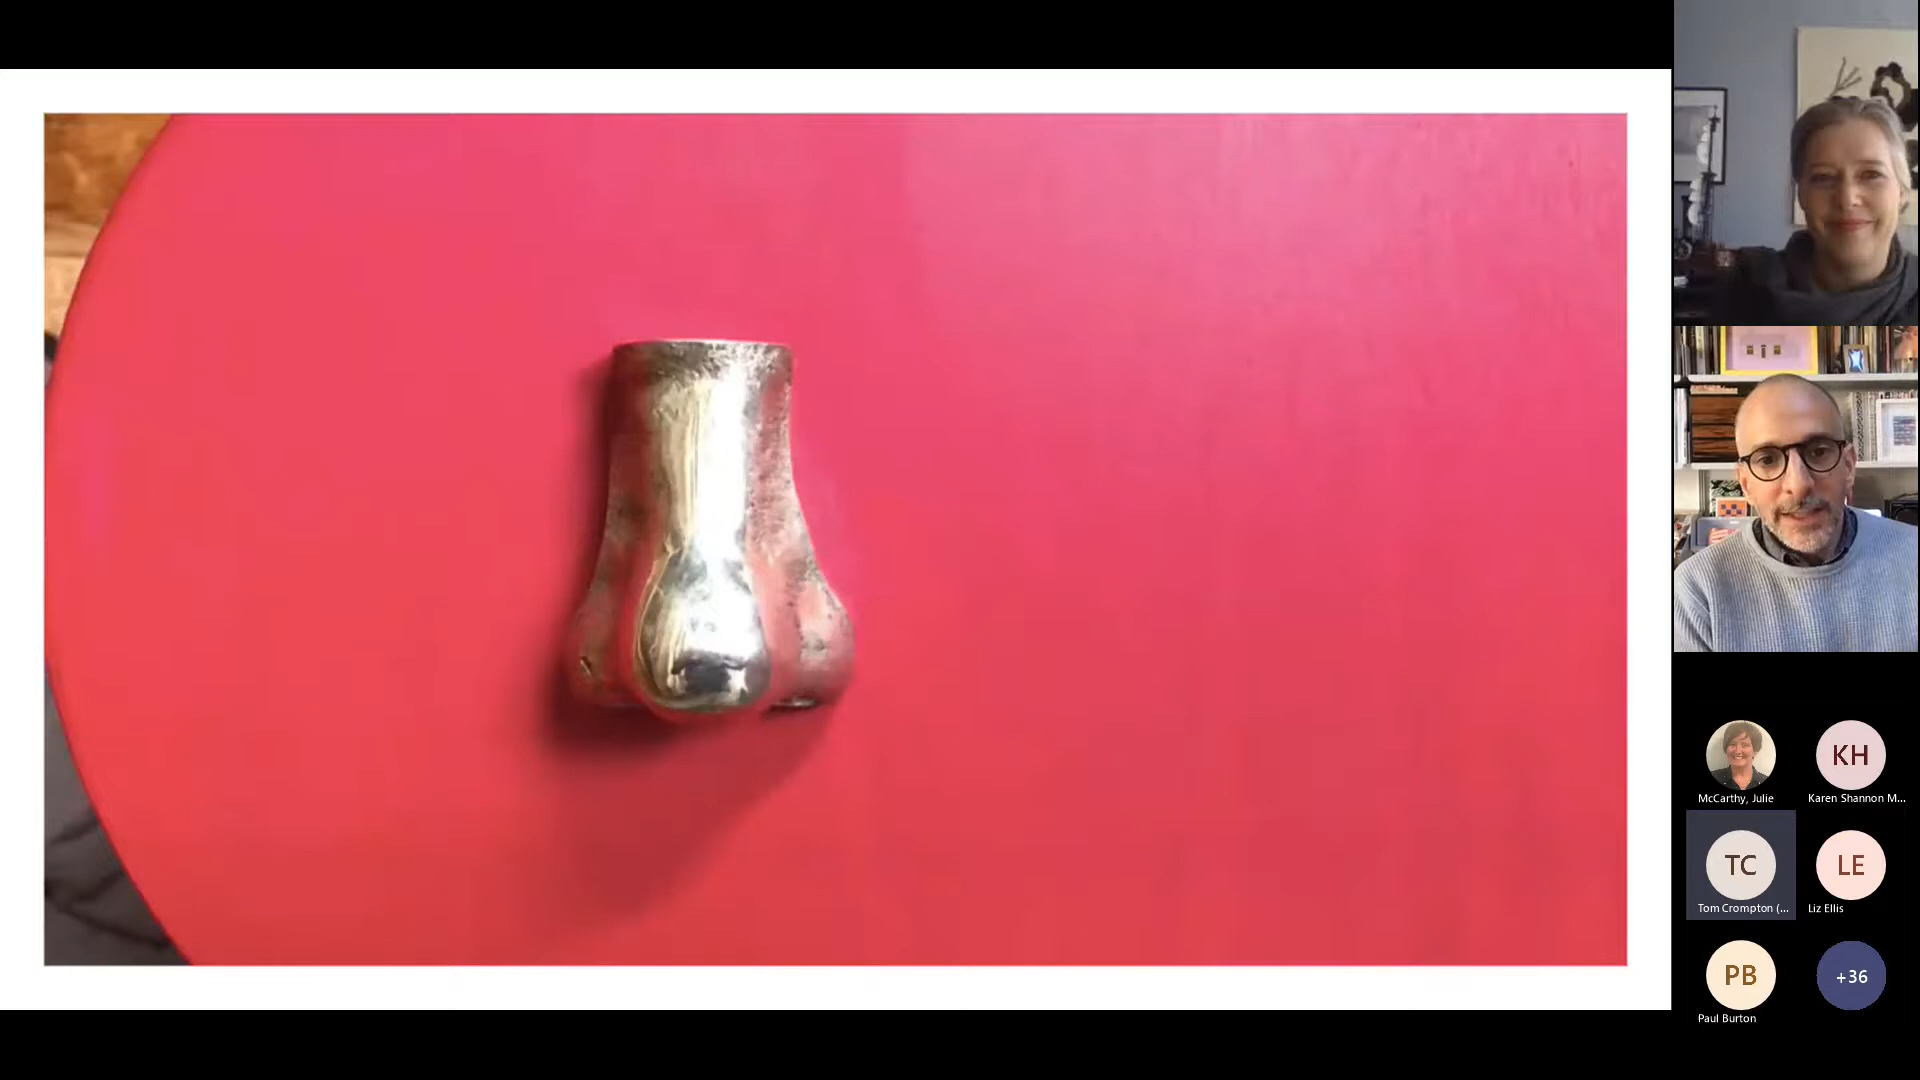 McCarthy, Julie
KH
Karen Shannon M...
TC
Tom Crompton (...
LE
Liz Ellis
PB
Paul Burton
+36